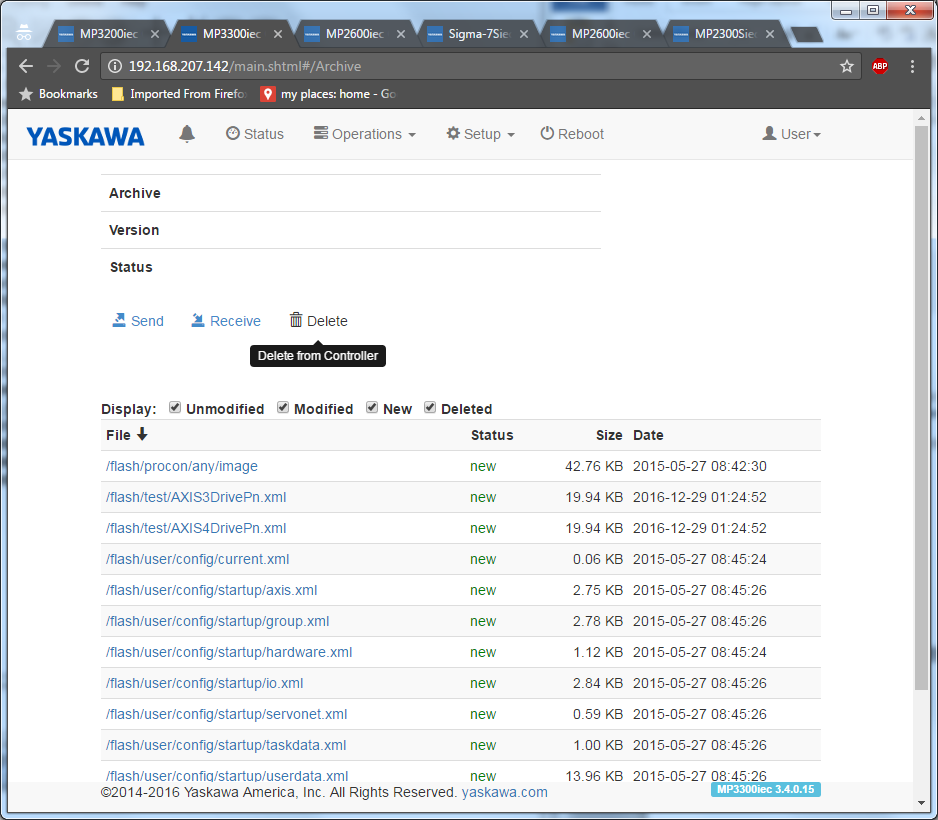 MP3200iec MP3300iec MP2600iec Sigma-7Sie MP2600iec MP2300Sie
192.168.207.142/main.shtml#/Archive ABP
Bookmarks Imported From Firefo my places: home - Go
YASKAWA Status Operations Setup Reboot User
Archive
Version
Status
Send Receive Delete
Delete from Controller
Display: Unmodified Modified New Deleted
File Status Size Date
/flash/procon/any/image new 42.76 KB 2015-05-27 08:42:30
/flash/test/AXIS3DrivePn.xml new 19.94 KB 2016-12-29 01:24:52
/flash/test/AXIS4DrivePn.xml new 19.94 KB 2016-12-29 01:24:52
/flash/user/config/current.xml new 0.06 KB 2015-05-27 08:45:24
/flash/user/config/startup/axis.xml new 2.75 KB 2015-05-27 08:45:26
/flash/user/config/startup/group.xml new 2.78 KB 2015-05-27 08:45:26
/flash/user/config/startup/hardware.xml new 1.12 KB 2015-05-27 08:45:24
/flash/user/config/startup/io.xml new 2.84 KB 2015-05-27 08:45:26
/flash/user/config/startup/servonet.xml new 0.59 KB 2015-05-27 08:45:26
/flash/user/config/startup/taskdata.xml new 1.00 KB 2015-05-27 08:45:26
/flash/user/config/startup/userdata.xml new 13.96 KB 2015-05-27 08:45:26
©2014-2016 Yaskawa America, Inc. All Rights Reserved. yaskawa.com MP3300iec 3.4.0.15